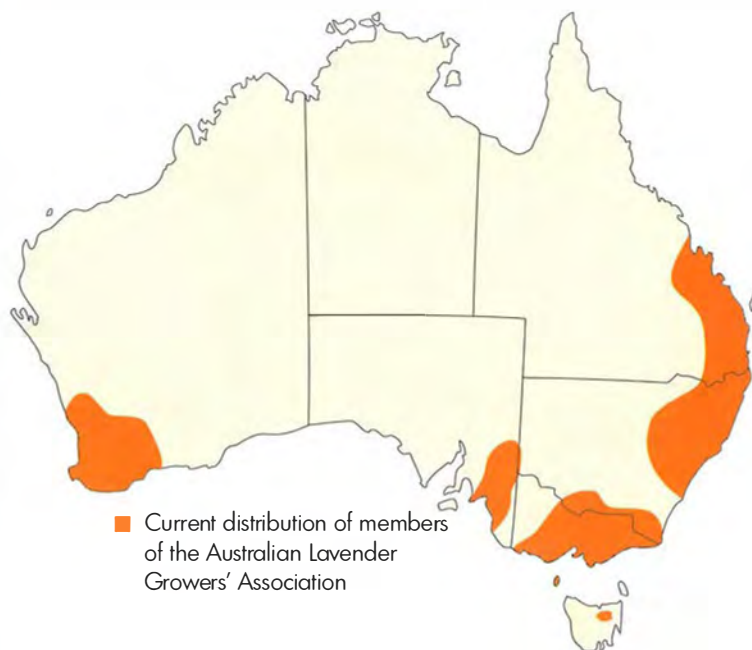 Current distribution of members
of the Australian Lavender
Growers’ Association